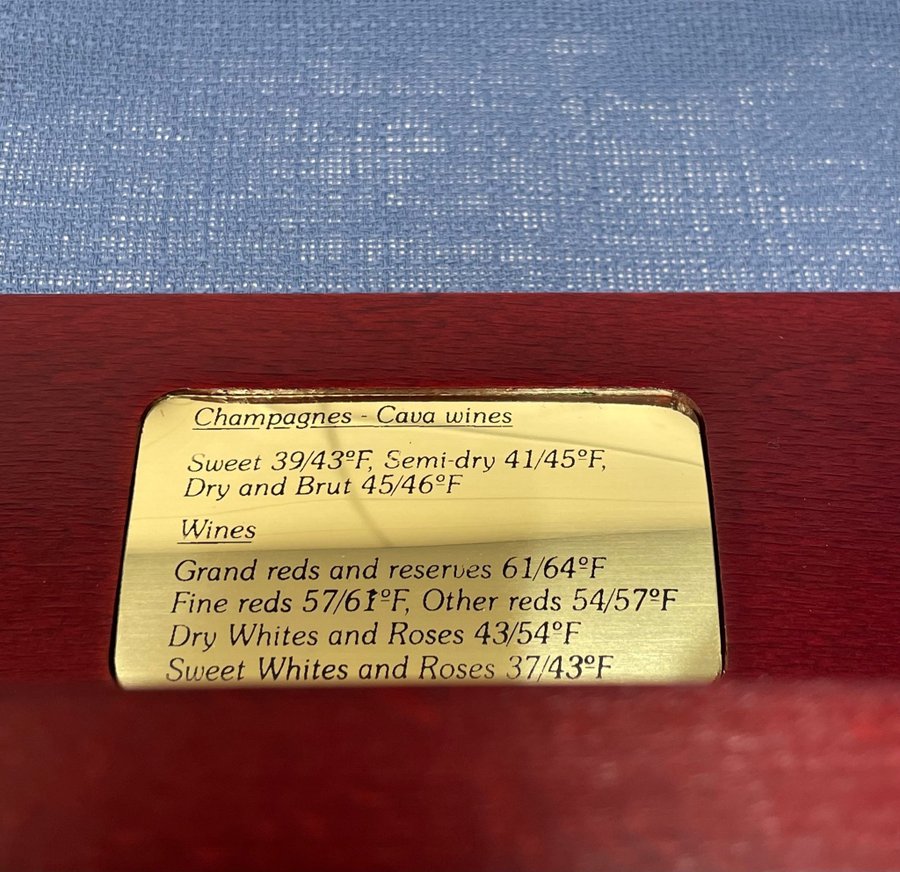 Champagnes - Cava wines
Sweet 39/43ºF, Semi-dry 41/45ºF,
Dry and Brut 45/46ºF
Wines
Grand reds and reserves 61/64ºF
Fine reds 57/61ºF, Other reds 54/57ºF
Dry Whites and Roses 43/54ºF
Sweet Whites and Roses 37/43ºF